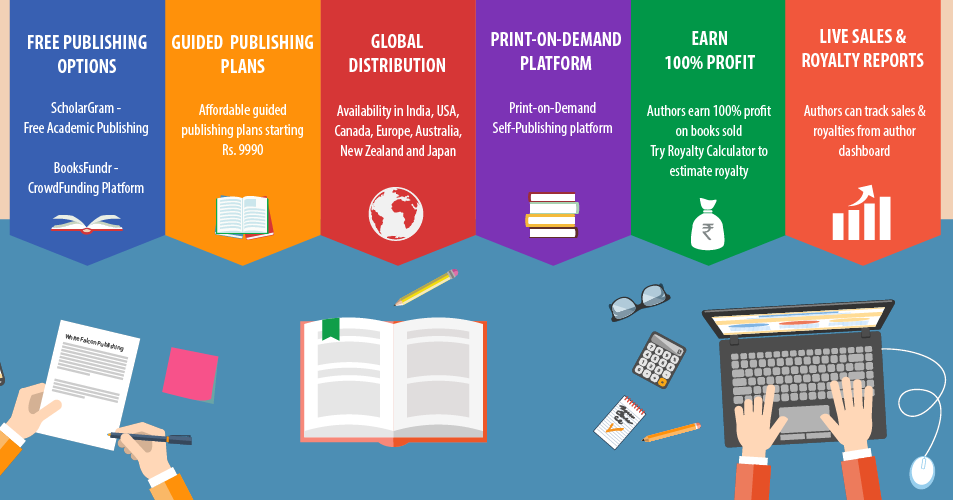 FREE PUBLISHING
OPTIONS
ScholarGram -
Free Academic Publishing
BooksFundr -
CrowdFunding Platform
GUIDED PUBLISHING
PLANS
Affordable guided
publishing plans starting
Rs. 9990
GLOBAL
DISTRIBUTION
Availability in India, USA,
Canada, Europe, Australia,
New Zealand and Japan
PRINT-ON-DEMAND
PLATFORM
Print-on-Demand
Self-Publishing platform
EARN
100% PROFIT
Authors earn 100% profit
on books sold
Try Royalty Calculator to
estimate royalty
₹
LIVE SALES &
ROYALTY REPORTS
Authors can track sales &
royalties from author
dashboard
White Falcon Publishing